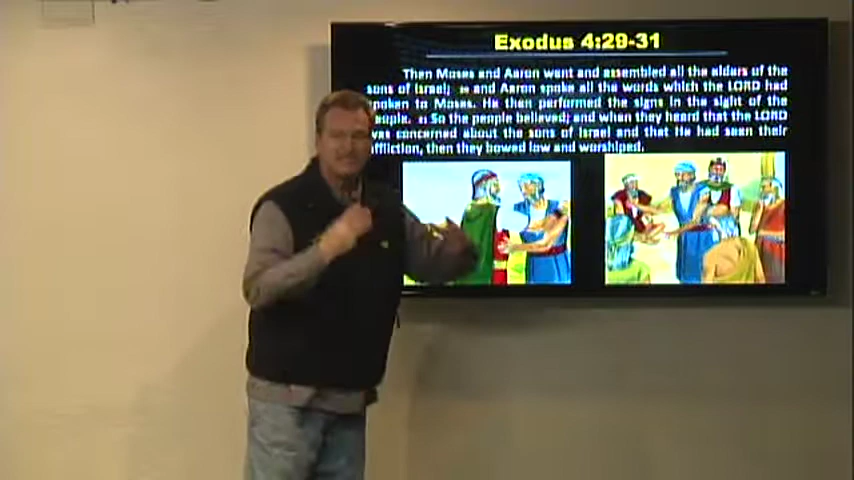 Exodus 4:29-31
Then Moses and Aaron went and assembled all the elders of the
sons of Israel; 30 and Aaron spoke all the words which the LORD had
spoken to Moses. He then performed the signs in the sight of the
people. 31 So the people believed; and when they heard that the LORD
was concerned about the sons of Israel and that He had seen their
affliction, then they bowed low and worshiped.